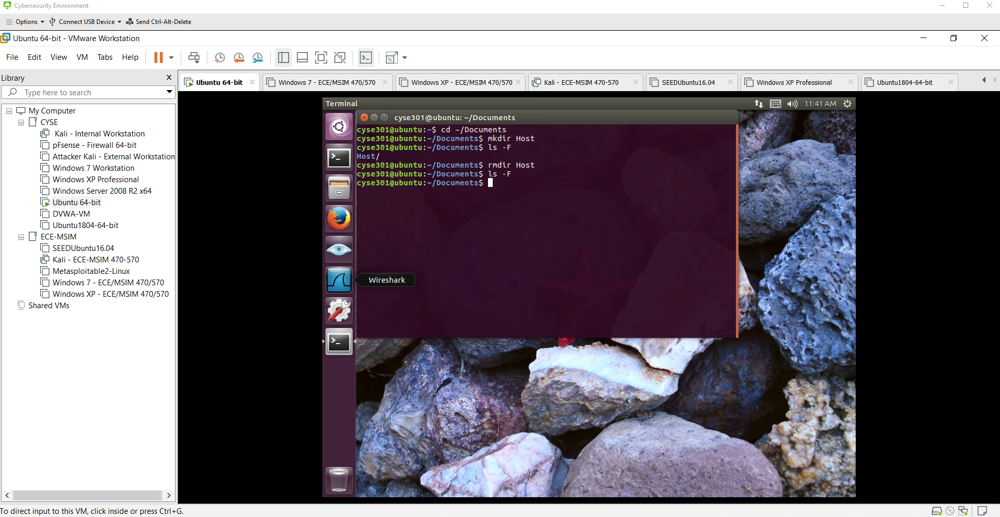 Cybersecurity Environment
Options Connect USB Device Send Ctrl-Alt-Delete
Ubuntu 64-bit - VMware Workstation
File Edit View VM Tabs Help
Library
Type here to search
My Computer
CYSE
Kali - Internal Workstation
pFsense - Firewall 64-bit
Attacker Kali - External Workstation
Windows 7 Workstation
Windows XP Professional
Windows Server 2008 R2 x64
Ubuntu 64-bit
DVWA-VM
Ubuntu1804-64-bit
ECE-MSIM
SEEDUbuntu16.04
Kali - ECE-MSIM 470-570
Metasploitable2-Linux
Windows 7 - ECE/MSIM 470/570
Windows XP - ECE/MSIM 470/570
Shared VMs
Ubuntu 64-bit Windows 7 - ECE/MSIM 470/570 Windows XP - ECE/MSIM 470/570 Kali - ECE-MSIM 470-570 SEEDUbuntu16.04 Windows XP Professional Ubuntu1804-64-bit
Terminal 11:41 AM
cyse301@ubuntu: ~/Documents
cyse301@ubuntu:~$ cd ~/Documents
cyse301@ubuntu:~/Documents$ mkdir Host
cyse301@ubuntu:~/Documents$ ls -F
Host/
cyse301@ubuntu:~/Documents$ rmdir Host
cyse301@ubuntu:~/Documents$ ls -F
cyse301@ubuntu:~/Documents$
Wireshark
To direct input to this VM, click inside or press Ctrl+G.